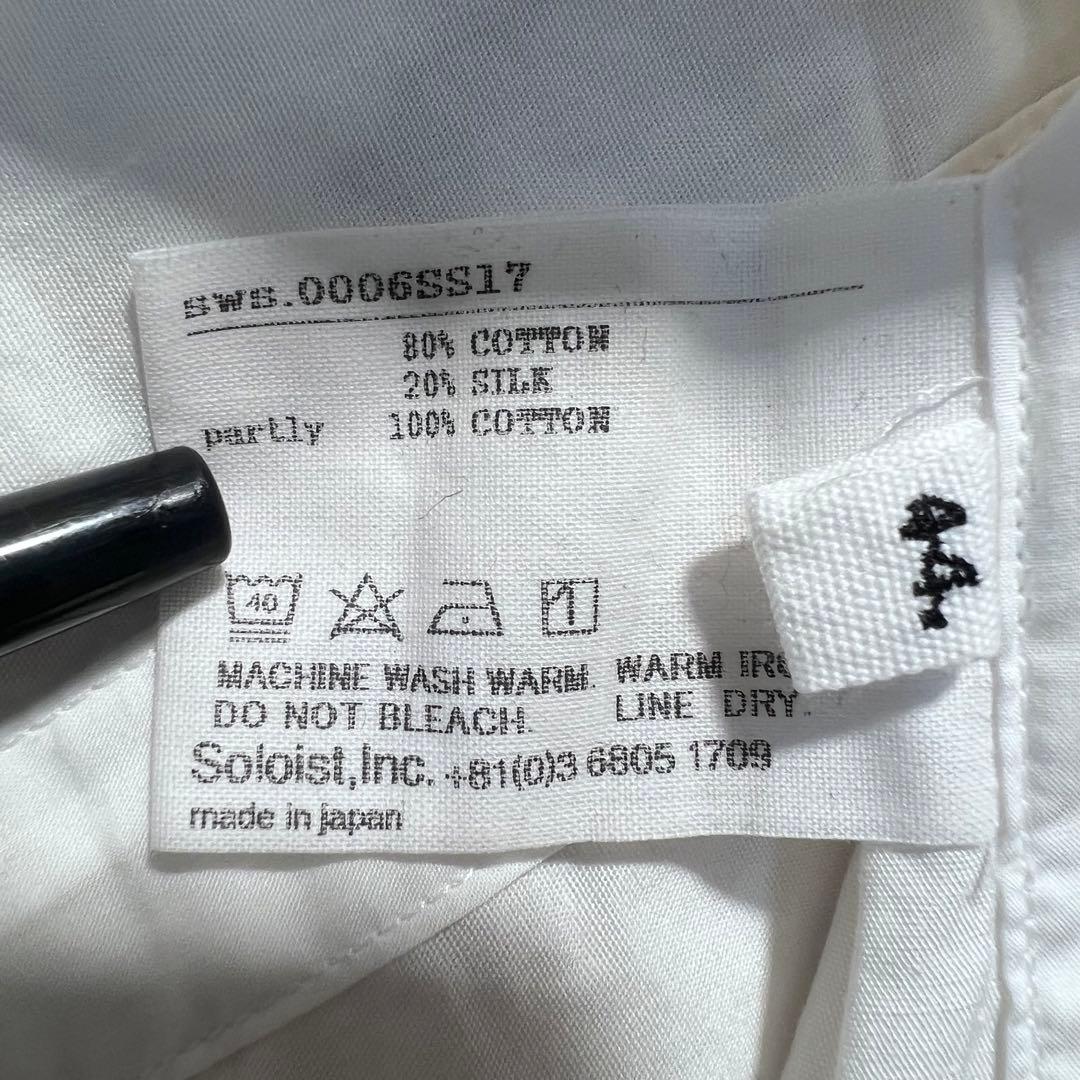 sws.0006SS17
80% COTTON
20% SILK
partly 100% COTTON
40
MACHINE WASH WARM. WARM
DO NOT BLEACH. LINE DRY.
Soloist,Inc. +81(0)3 6805 1709
made in japan
44.